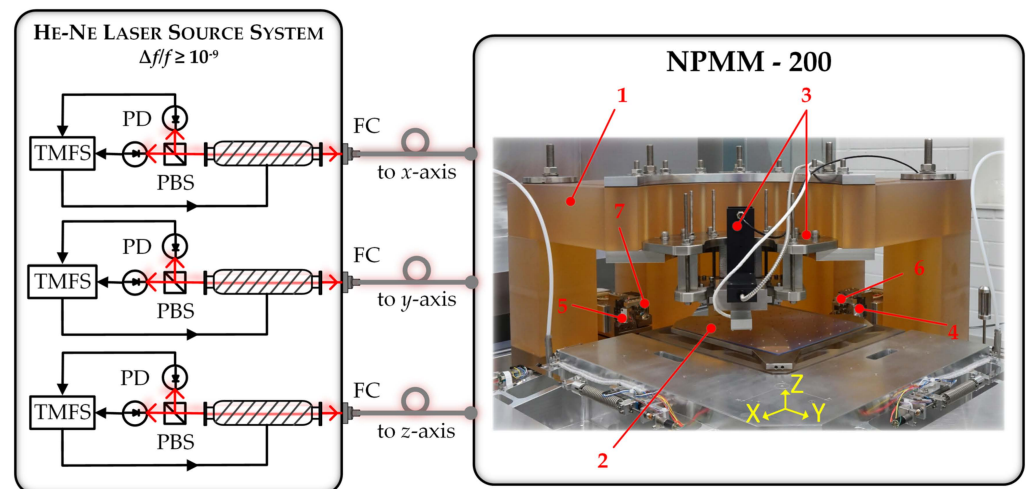 HE-NE LASER SOURCE SYSTEM
Δf/f ≥ 10⁻⁹
PD
TMFS
PBS
FC
to x-axis
PD
TMFS
PBS
FC
to y-axis
PD
TMFS
PBS
FC
to z-axis
NPMM - 200
1
3
7
6
5
4
2
X
Z
Y